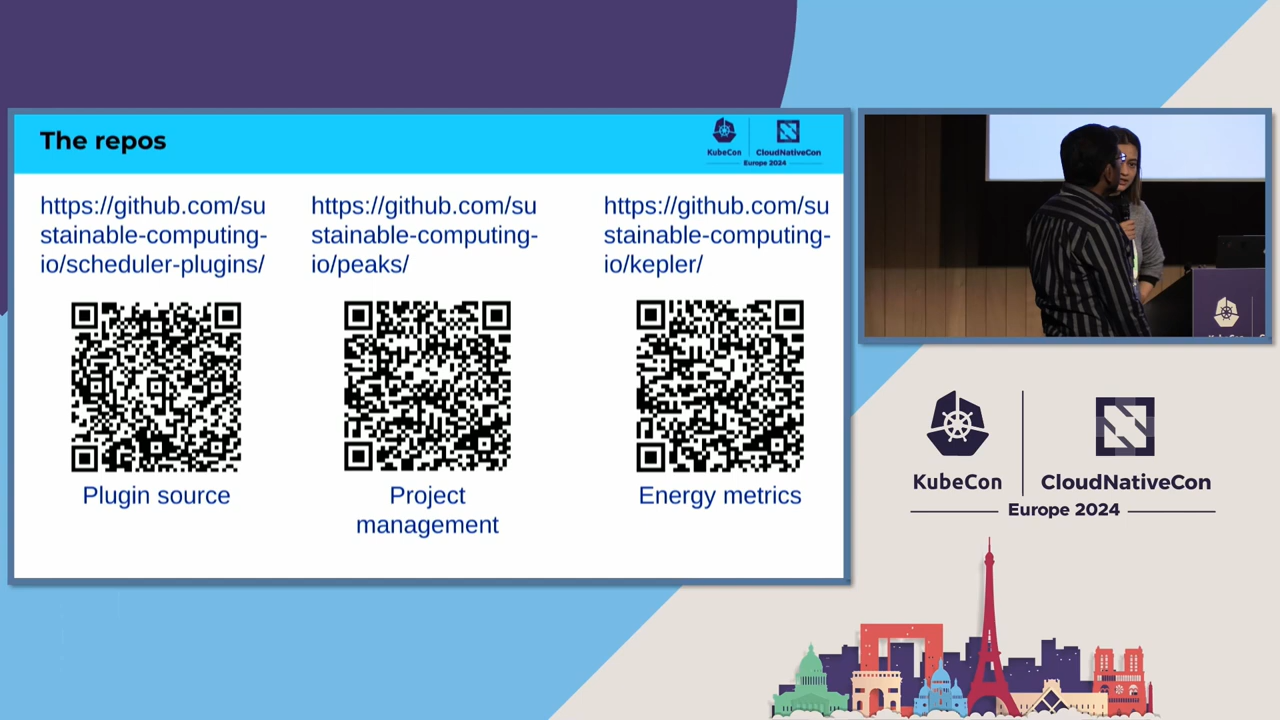 The repos
KubeCon
CloudNativeCon
Europe 2024
https://github.com/su
stainable-computing-
io/scheduler-plugins/
Plugin source
https://github.com/su
stainable-computing-
io/peaks/
Project
management
https://github.com/su
stainable-computing-
io/kepler/
Energy metrics
KubeCon
CloudNativeCon
Europe 2024